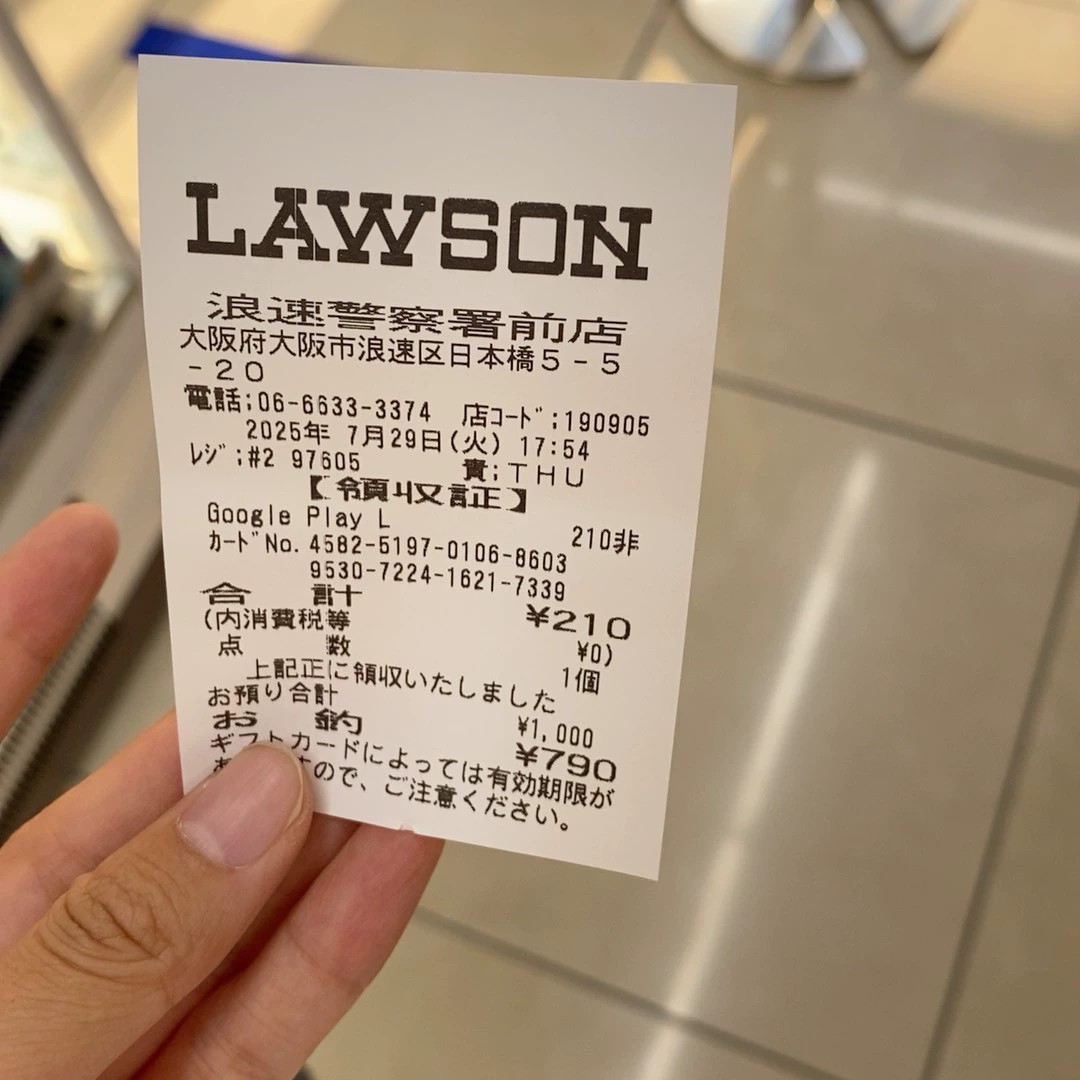 LAWSON
浪速警察署前店
大阪府大阪市浪速区日本橋5-5
-20
電話;06-6633-3374 店コード;190905
2025年 7月29日(火) 17:54
レジ;#2 97605 責;THU
【領収証】
Google Play L 210非
カードNo. 4582-5197-0106-8603
9530-7224-1621-7339
合 計 ¥210
(内消費税等 ¥0)
点 数 1個
上記正に領収いたしました
お預り合計 ¥1,000
お 釣 ¥790
ギフトカードによっては有効期限が
ので、ご注意ください。